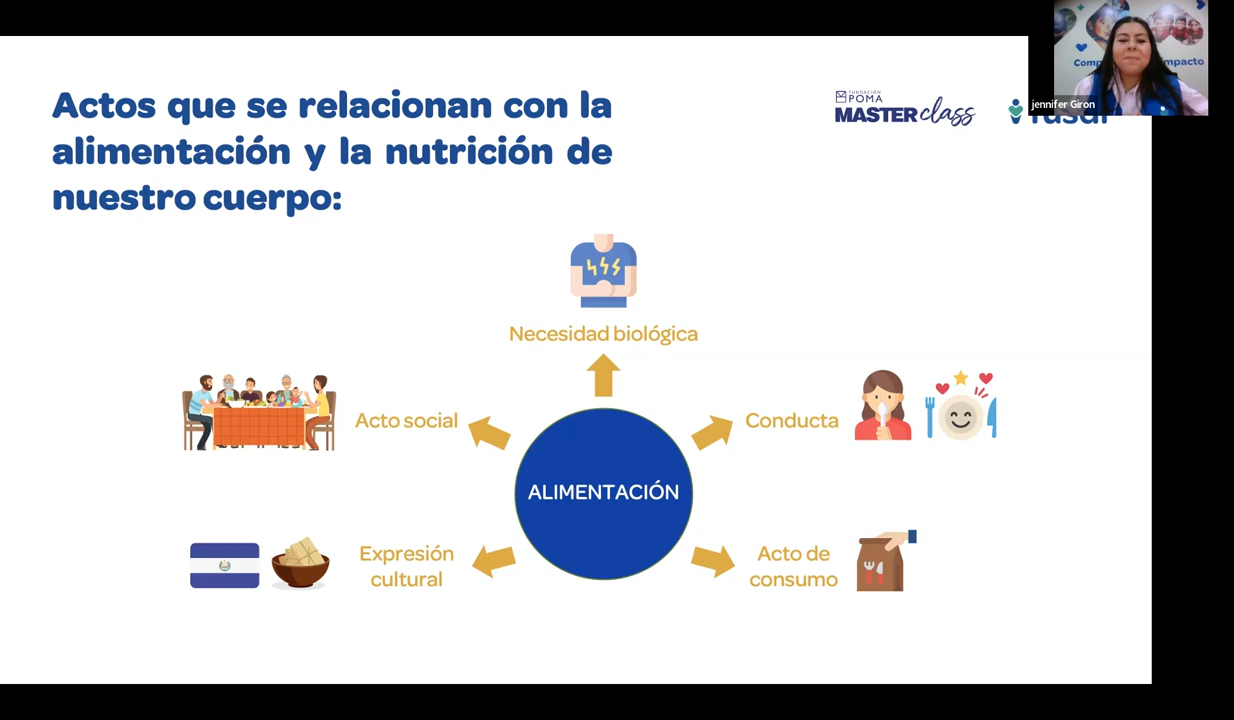 Actos que se relacionan con la
alimentación y la nutrición de
nuestro cuerpo:
FUNDACIÓN
POMA
MASTER class
jennifer Giron
Necesidad biológica
Acto social
Conducta
ALIMENTACIÓN
Expresión
cultural
Acto de
consumo